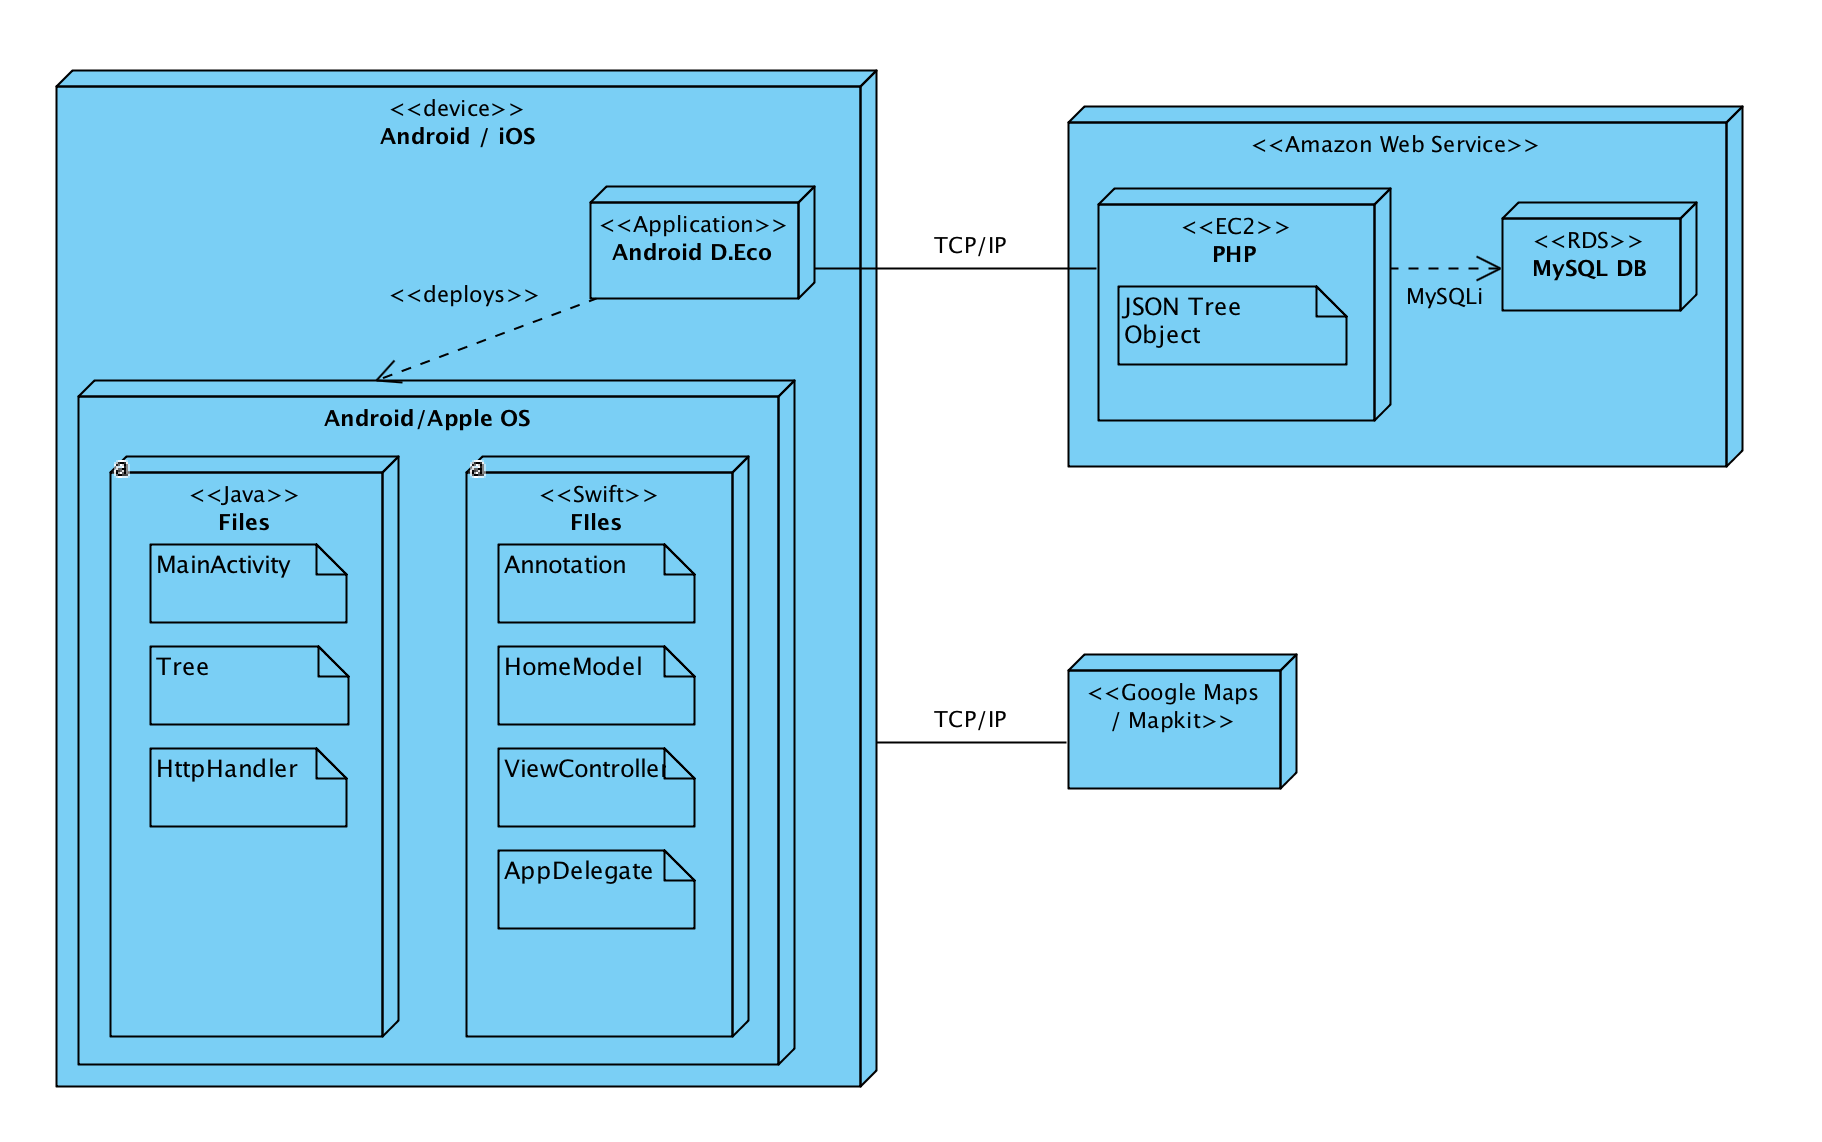 <<device>>
Android / iOS
<<Application>>
Android D.Eco
<<deploys>>
Android/Apple OS
a
<<Java>>
Files
MainActivity
Tree
HttpHandler
a
<<Swift>>
FIles
Annotation
HomeModel
ViewController
AppDelegate
TCP/IP
<<Amazon Web Service>>
<<EC2>>
PHP
JSON Tree
Object
MySQLi
<<RDS>>
MySQL DB
TCP/IP
<<Google Maps
/ Mapkit>>